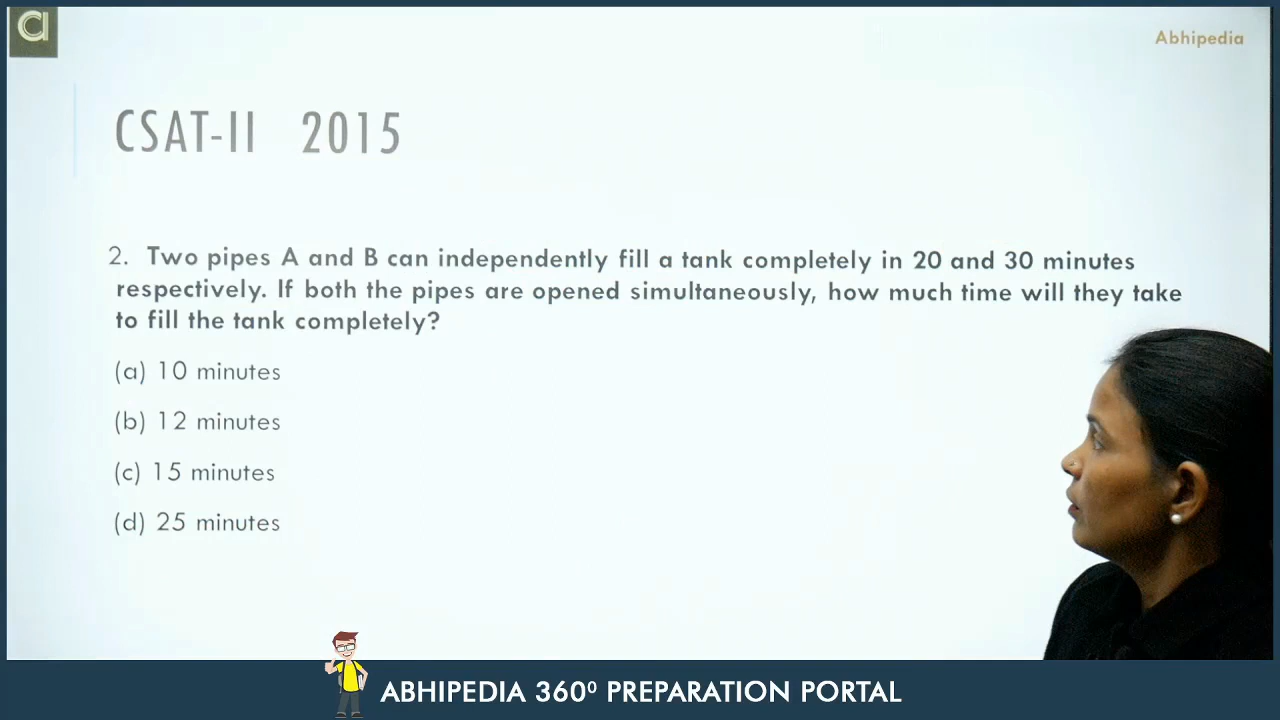 a
Abhipedia
CSAT-II 2015
2. Two pipes A and B can independently fill a tank completely in 20 and 30 minutes
respectively. If both the pipes are opened simultaneously, how much time will they take
to fill the tank completely?
(a) 10 minutes
(b) 12 minutes
(c) 15 minutes
(d) 25 minutes
ABHIPEDIA 360⁰ PREPARATION PORTAL